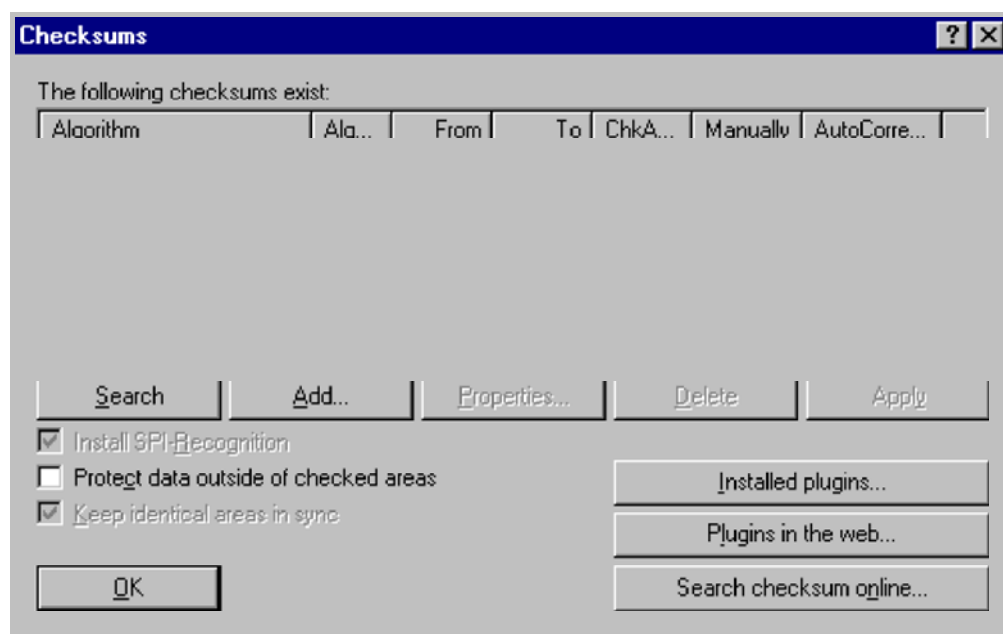 Checksums
The following checksums exist:
Algorithm Alg... From To ChkA... Manually AutoCorre...
Search Add... Properties... Delete Apply
Install SPI-Recognition
Protect data outside of checked areas
Keep identical areas in sync
Installed plugins...
Plugins in the web...
OK
Search checksum online...